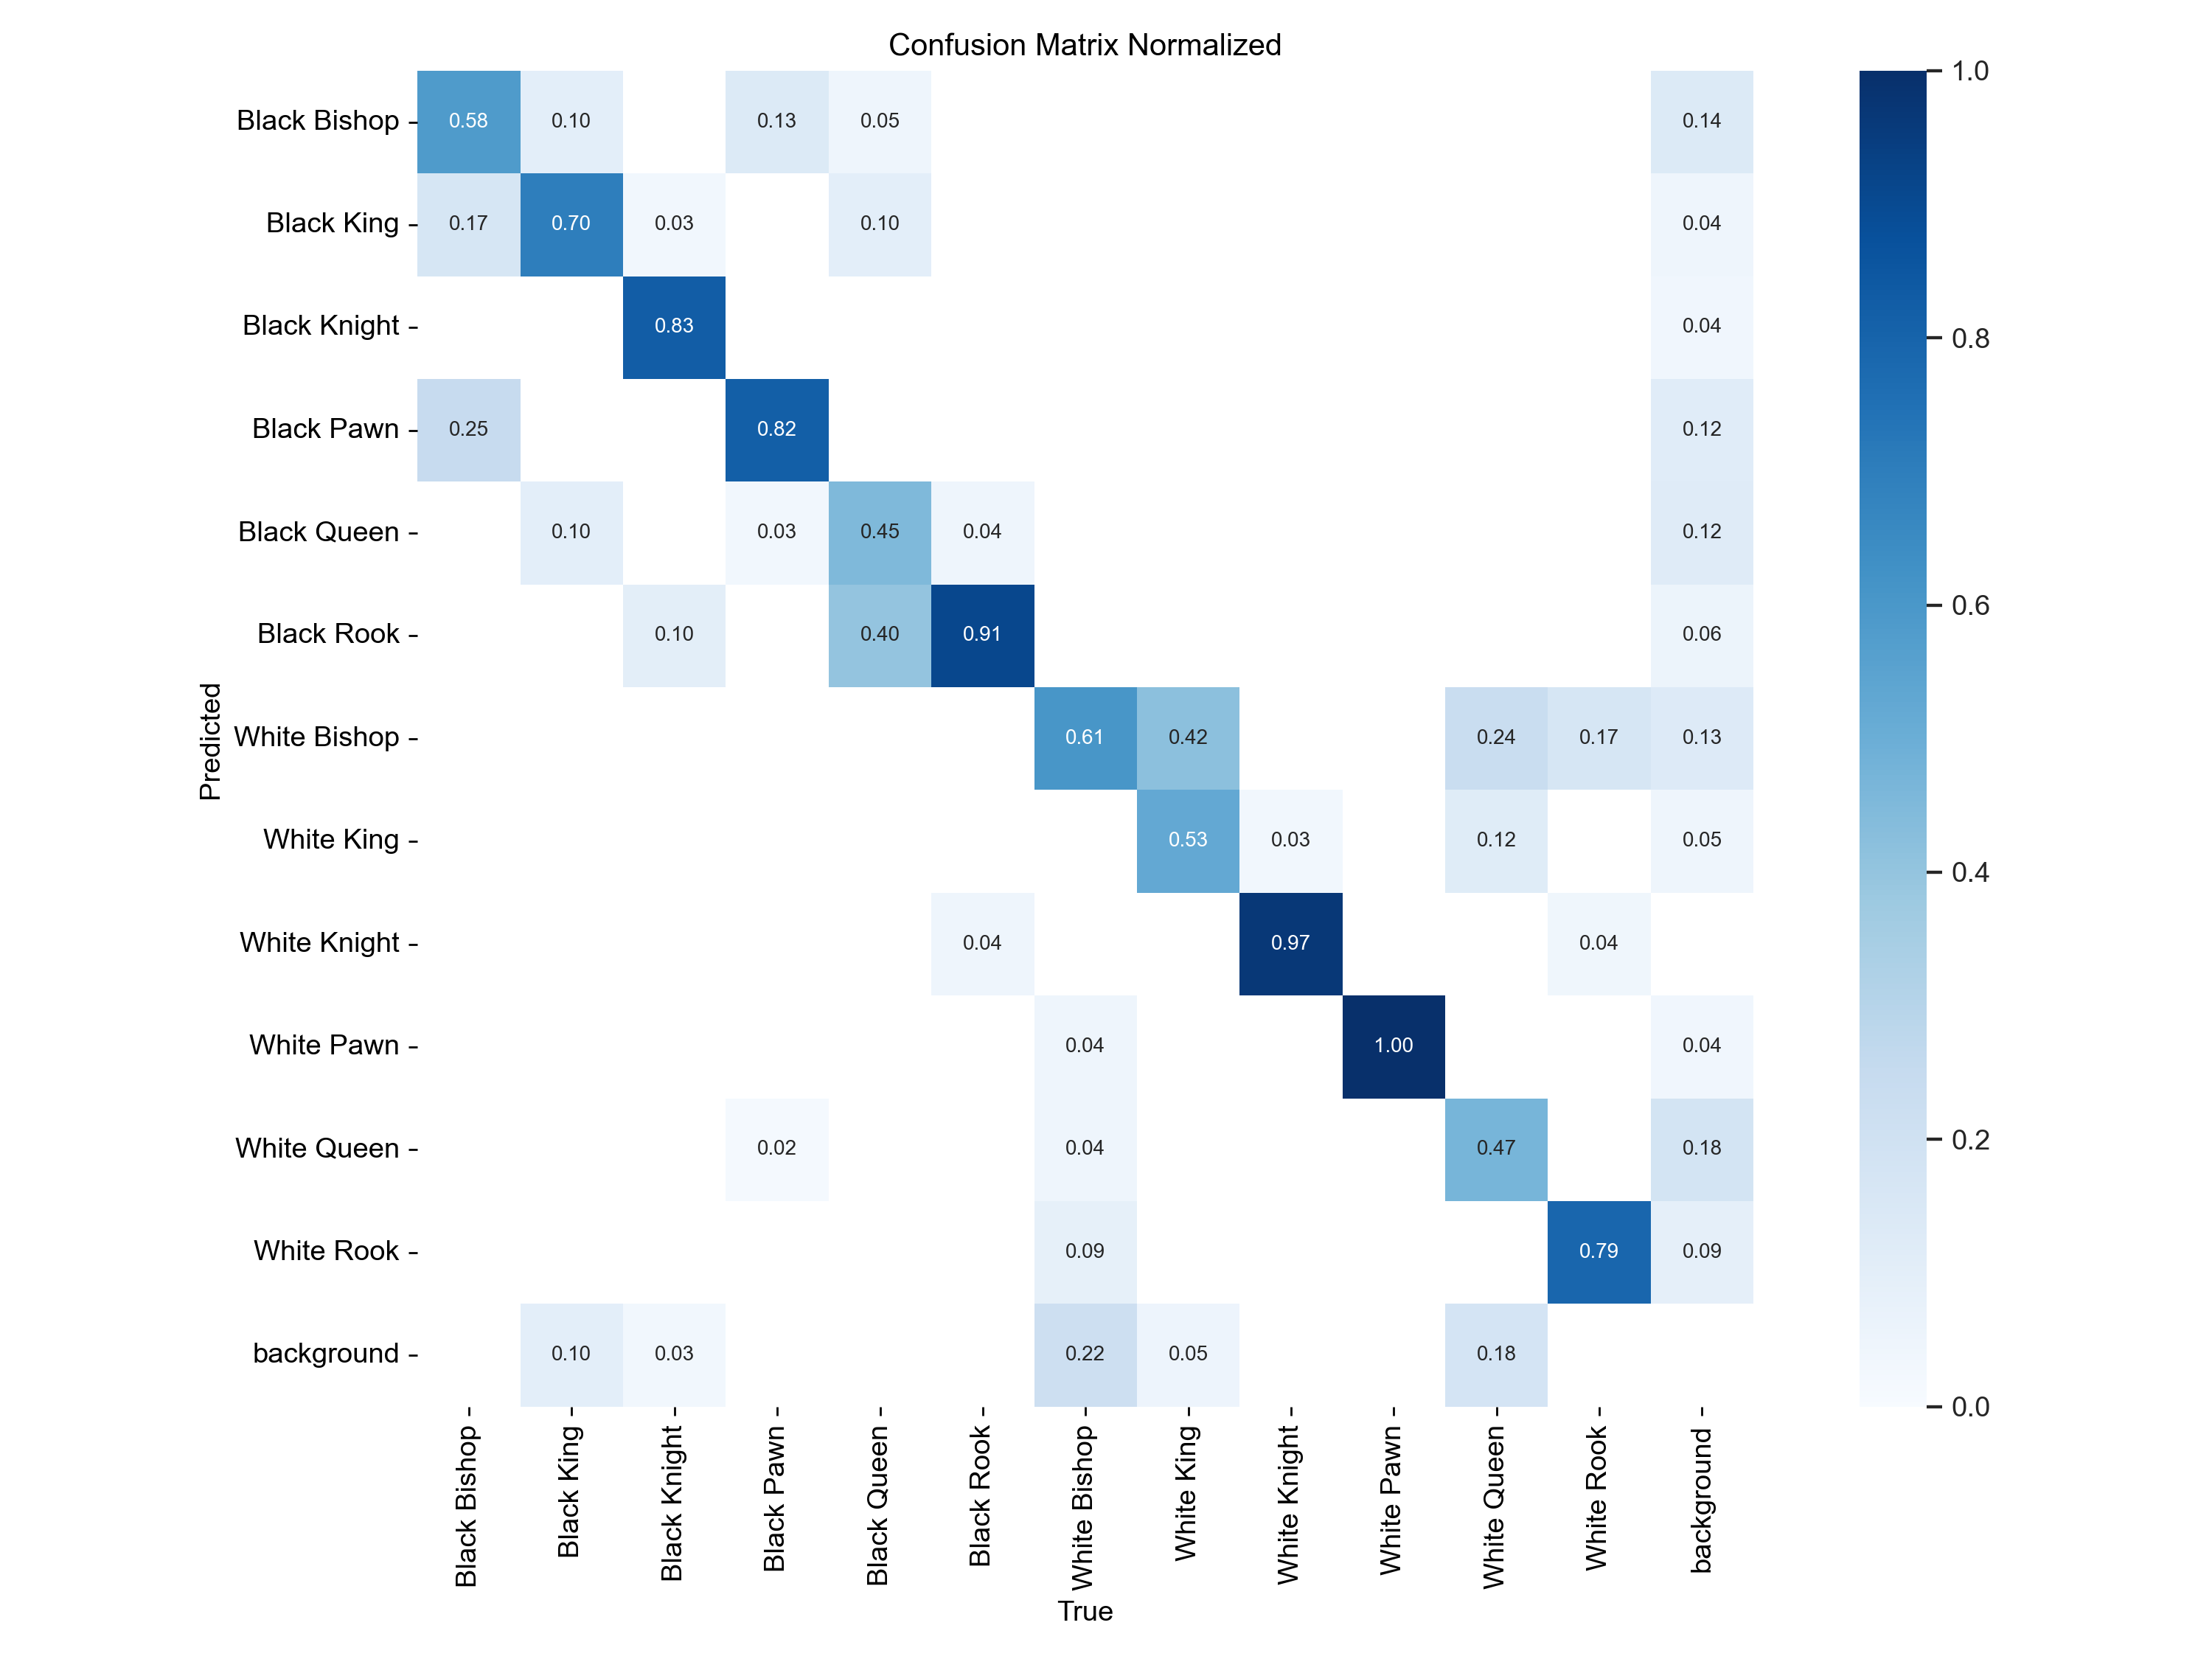 Confusion Matrix Normalized
Black Bishop 0.58 0.10 0.13 0.05 0.14
Black King 0.17 0.70 0.03 0.10 0.04
Black Knight 0.83 0.04
Black Pawn 0.25 0.82 0.12
Black Queen 0.10 0.03 0.45 0.04 0.12
Black Rook 0.10 0.40 0.91 0.06
White Bishop 0.61 0.42 0.24 0.17 0.13
White King 0.53 0.03 0.12 0.05
White Knight 0.04 0.97 0.04
White Pawn 0.04 1.00 0.04
White Queen 0.02 0.04 0.47 0.18
White Rook 0.09 0.79 0.09
background 0.10 0.03 0.22 0.05 0.18
Predicted
Black Bishop
Black King
Black Knight
Black Pawn
Black Queen
Black Rook
White Bishop
White King
White Knight
White Pawn
White Queen
White Rook
background
True
1.0
0.8
0.6
0.4
0.2
0.0